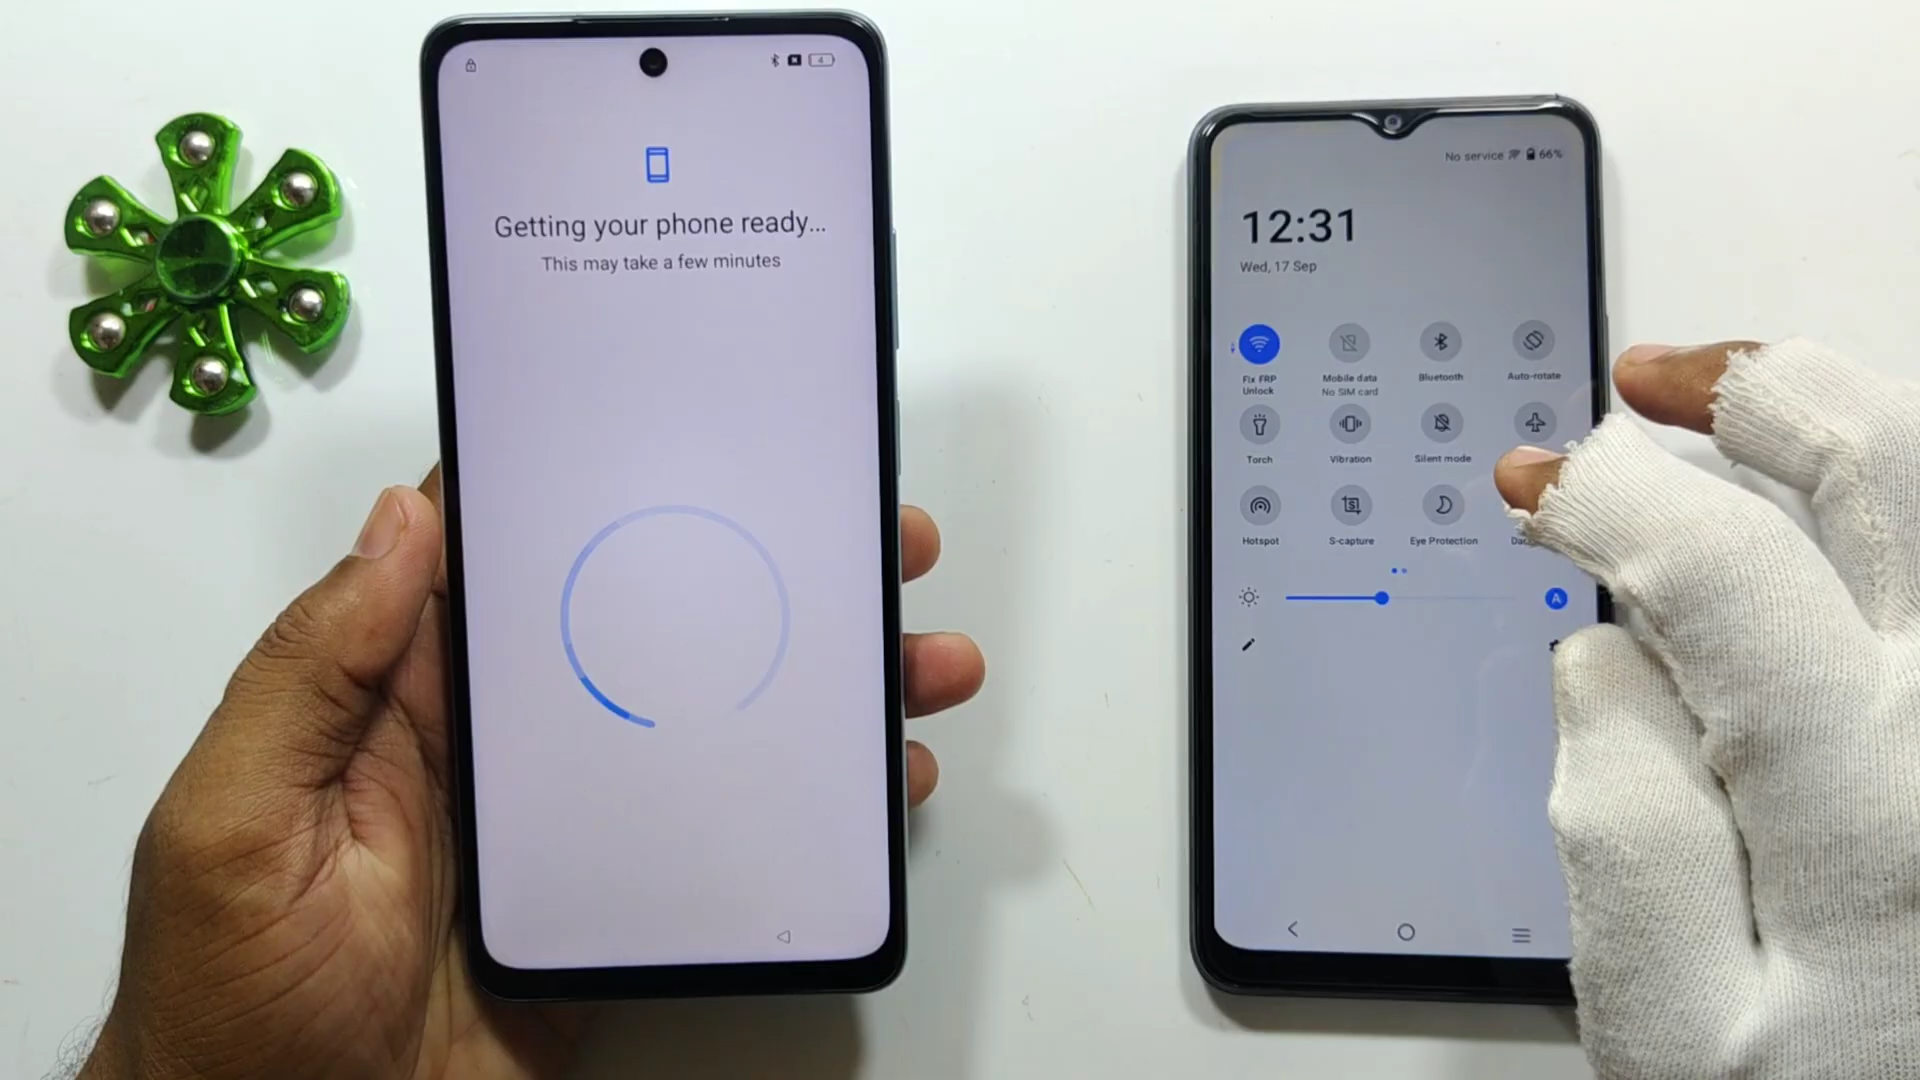 4
Getting your phone ready...
This may take a few minutes
No service 66%
12:31
Wed, 17 Sep
Fix FRP
Unlock
Mobile data
No SIM card
Bluetooth
Auto-rotate
Torch
Vibration
Silent mode
Hotspot
S-capture
Eye Protection
A